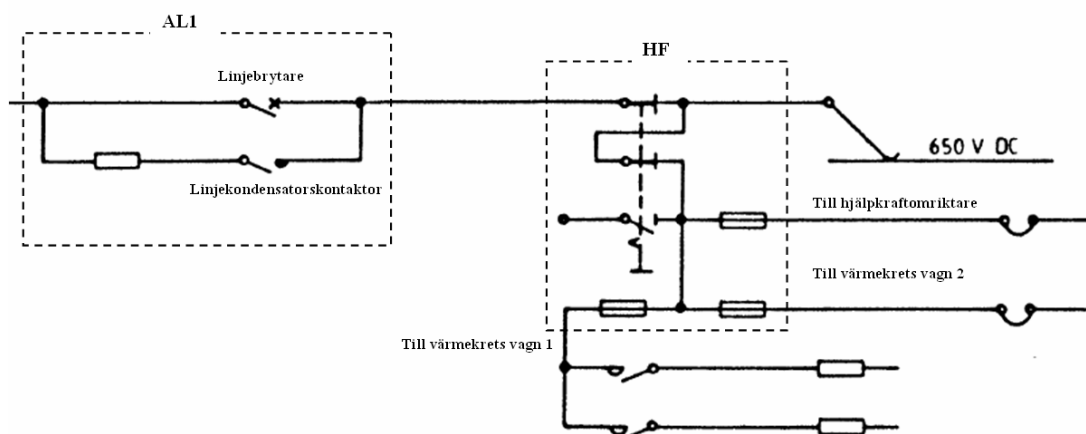 AL1
HF
Linjebrytare
650 V DC
Linjekondensatorskontaktor
Till hjälpkraftomriktare
Till värmekrets vagn 2
Till värmekrets vagn 1